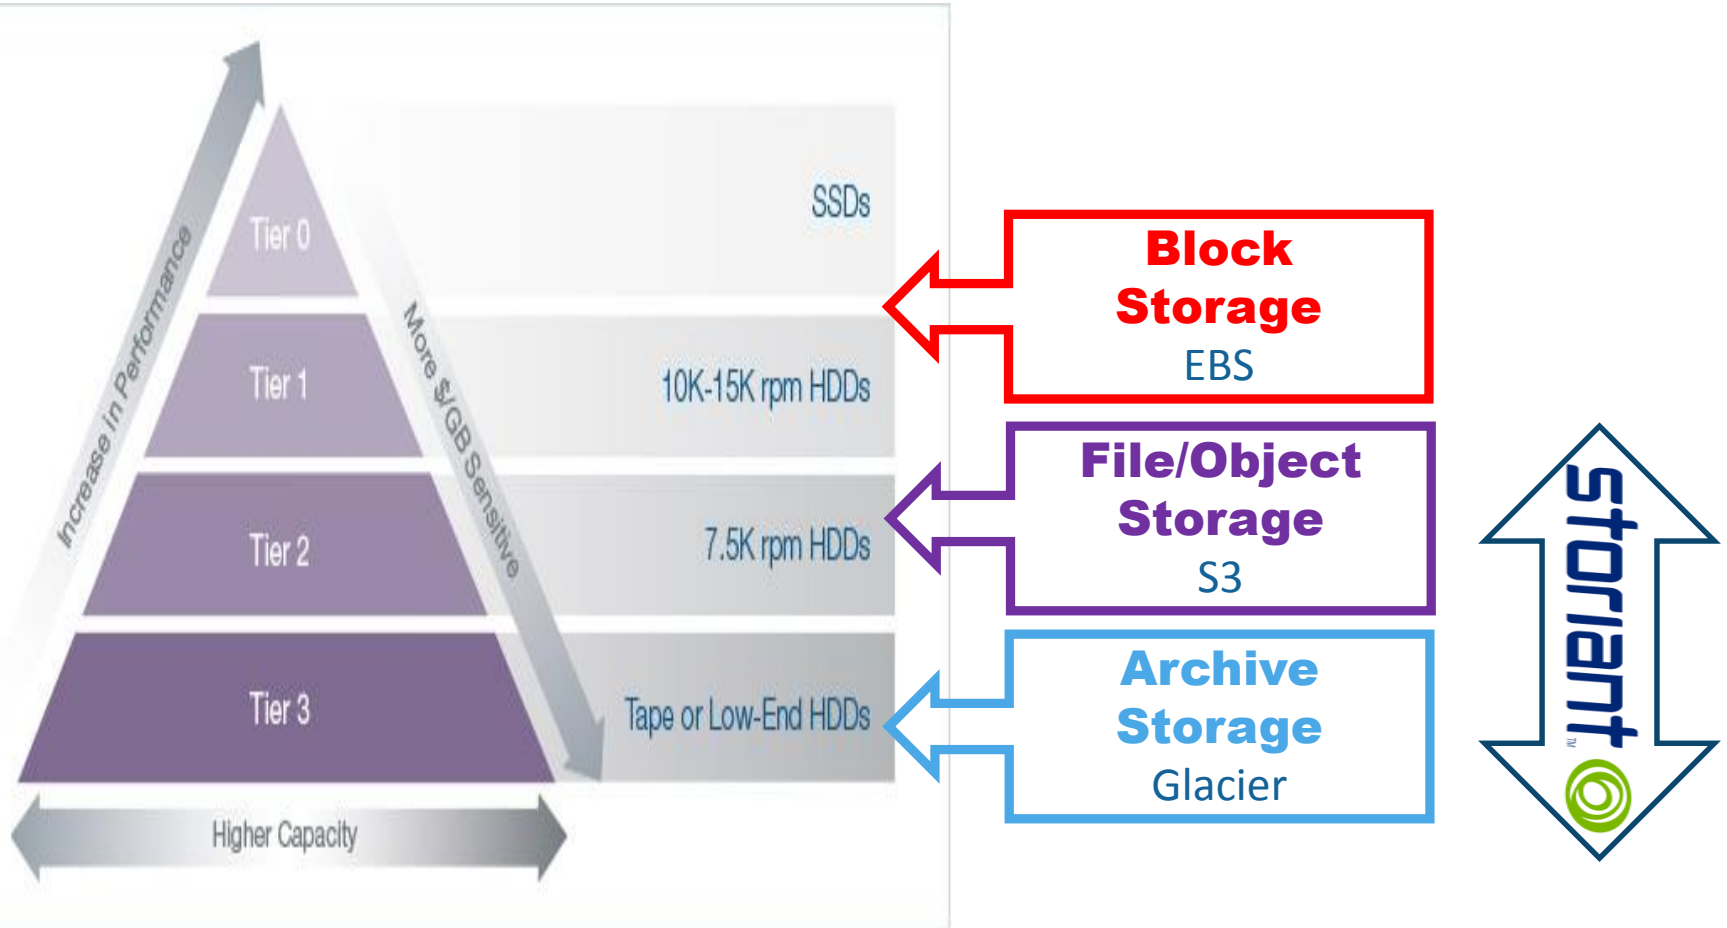 Increase in Performance
More $/GB Sensitive
Tier 0
SSDs
Tier 1
10K-15K rpm HDDs
Tier 2
7.5K rpm HDDs
Tier 3
Tape or Low-End HDDs
Higher Capacity
Block
Storage
EBS
File/Object
Storage
S3
Archive
Storage
Glacier
storiant TM